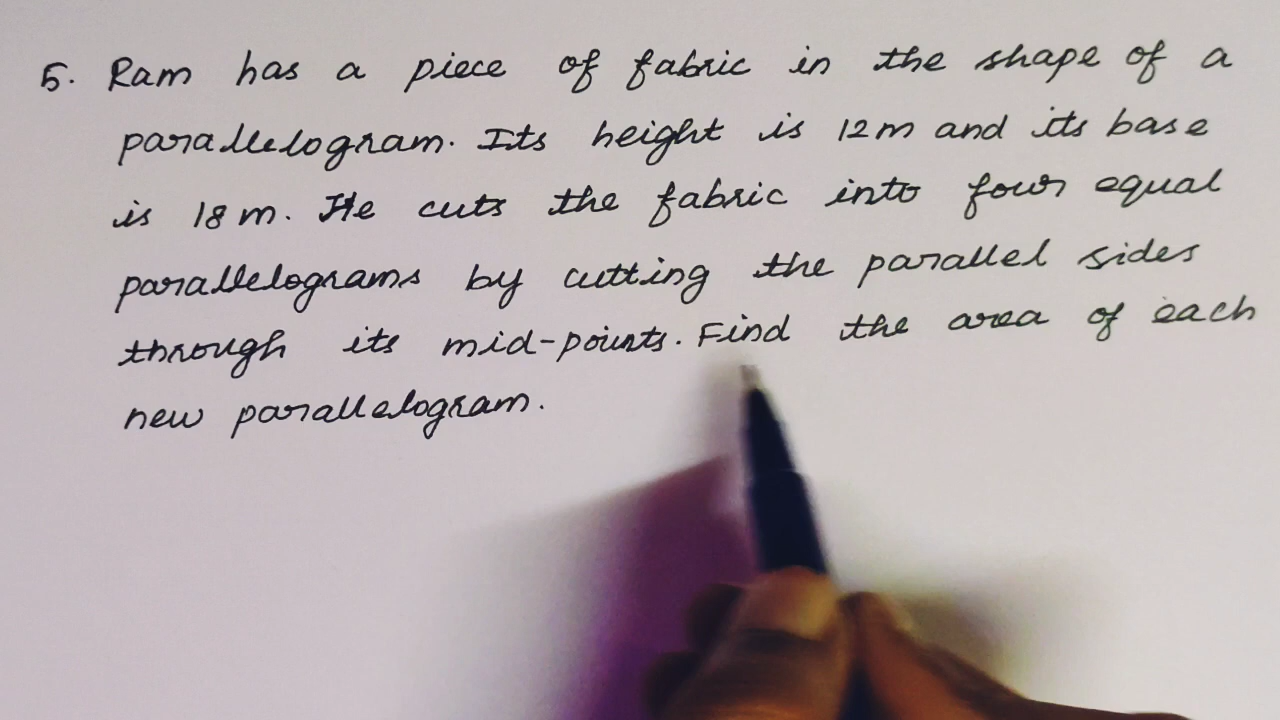 5. Ram has a piece of fabric in the shape of a
parallelogram. Its height is 12m and its base
is 18m. He cuts the fabric into four equal
parallelograms by cutting the parallel sides
through its mid-points. Find the area of each
new parallelogram.